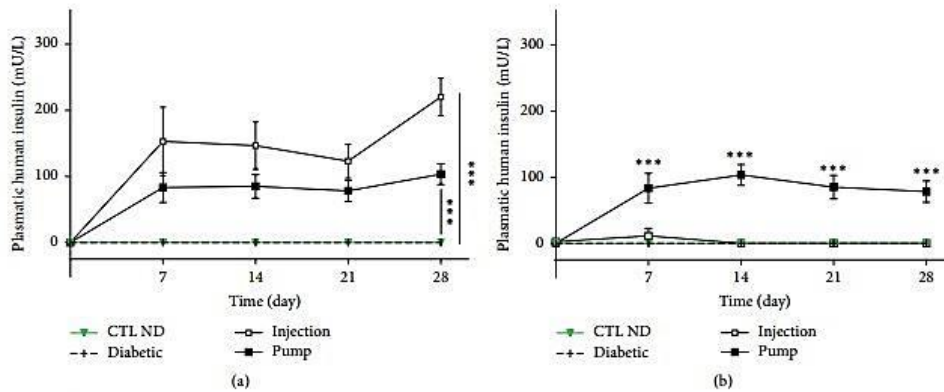 Plasmatic human insulin (mU/L)
300
200
100
0
7
14
21
28
Time (day)
***
***
CTL ND
Injection
Diabetic
Pump
(a)
Plasmatic human insulin (mU/L)
300
200
100
0
***
***
***
***
7
14
21
28
Time (day)
CTL ND
Injection
Diabetic
Pump
(b)